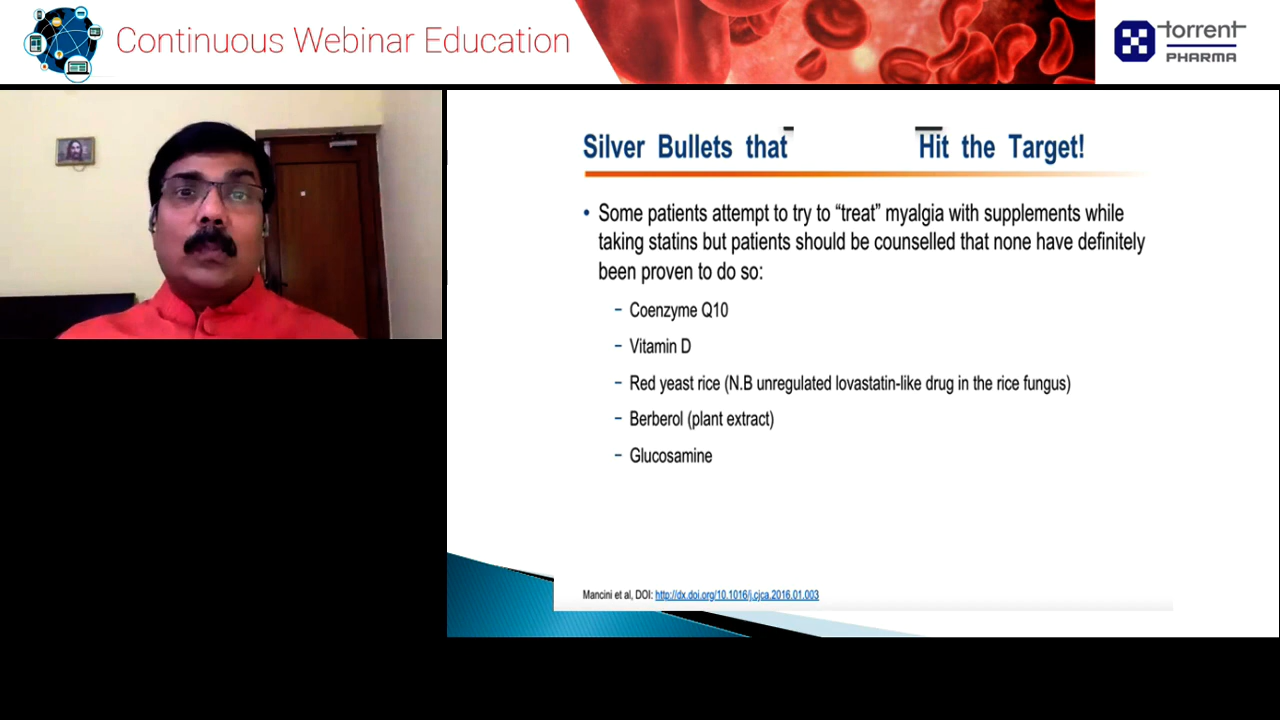 Continuous Webinar Education
torrent
PHARMA
Silver Bullets that Hit the Target!
• Some patients attempt to try to “treat” myalgia with supplements while
taking statins but patients should be counselled that none have definitely
been proven to do so:
– Coenzyme Q10
– Vitamin D
– Red yeast rice (N.B unregulated lovastatin-like drug in the rice fungus)
– Berberol (plant extract)
– Glucosamine
Mancini et al, DOI: http://dx.doi.org/10.1016/j.cjca.2016.01.003